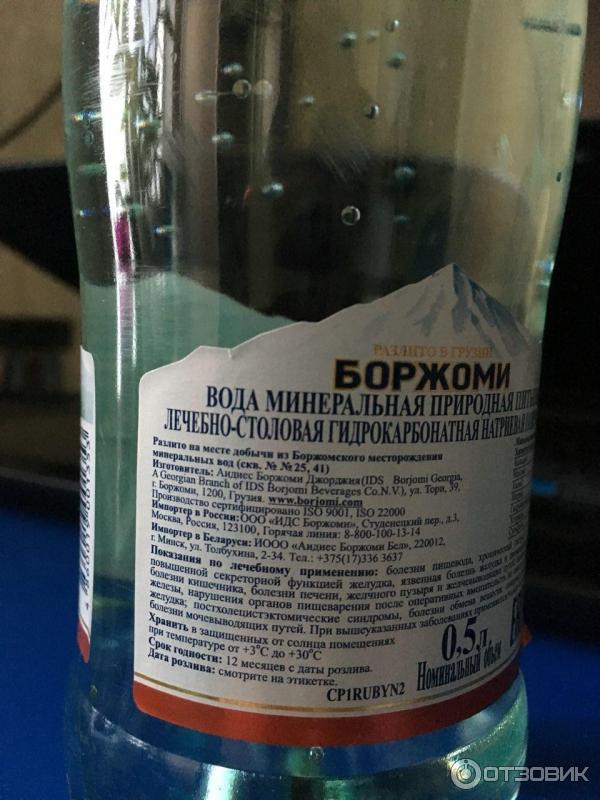 РАЗЛИТО В ГРУЗИИ
БОРЖОМИ
ВОДА МИНЕРАЛЬНАЯ ПРИРОДНАЯ
ЛЕЧЕБНО-СТОЛОВАЯ ГИДРОКАРБОНАТНАЯ НАТРИЕВАЯ
Разлито на месте добычи из Боржомского месторождения
минеральных вод (скв. № № 25, 41)
Изготовитель: Аидиес Боржоми Джорджия(IDS Borjomi Georgia,
A Georgian Branch of IDS Borjomi Beverages Co.N.V.), ул. Тори, 39,
г. Боржоми, 1200, Грузия. www.borjomi.com
Производство сертифицировано ISO 9001, ISO 22000
Импортер в России: ООО «ИДС Боржоми», Студенецкий пер., д.3,
Москва, Россия, 123100, Горячая линия: 8-800-100-13-14
Импортер в Беларуси: ИООО «Аидиес Боржоми Бел», 220012,
г. Минск, ул. Толбухина, 2-34. Тел.: +375(17)336 3637
Показания по лечебному применению: болезни пищевода, хронический
повышенной секреторной функцией желудка, язвенная болезнь желудка
болезни кишечника, болезни печени, желчного пузыря и желчевыводящих
железы, нарушения органов пищеварения после оперативных вмешательств
желудка; постхолецистэктомические синдромы, болезни обмена веществ
болезни мочевыводящих путей. При вышеуказанных заболеваниях
Хранить в защищенных от солнца помещениях
при температуре от +3°C до +30°C
Срок годности: 12 месяцев с даты розлива.
Дата розлива: смотрите на этикетке.
0,5л
Номинальный объем
CP1RUBYN2
ОТЗОВИК